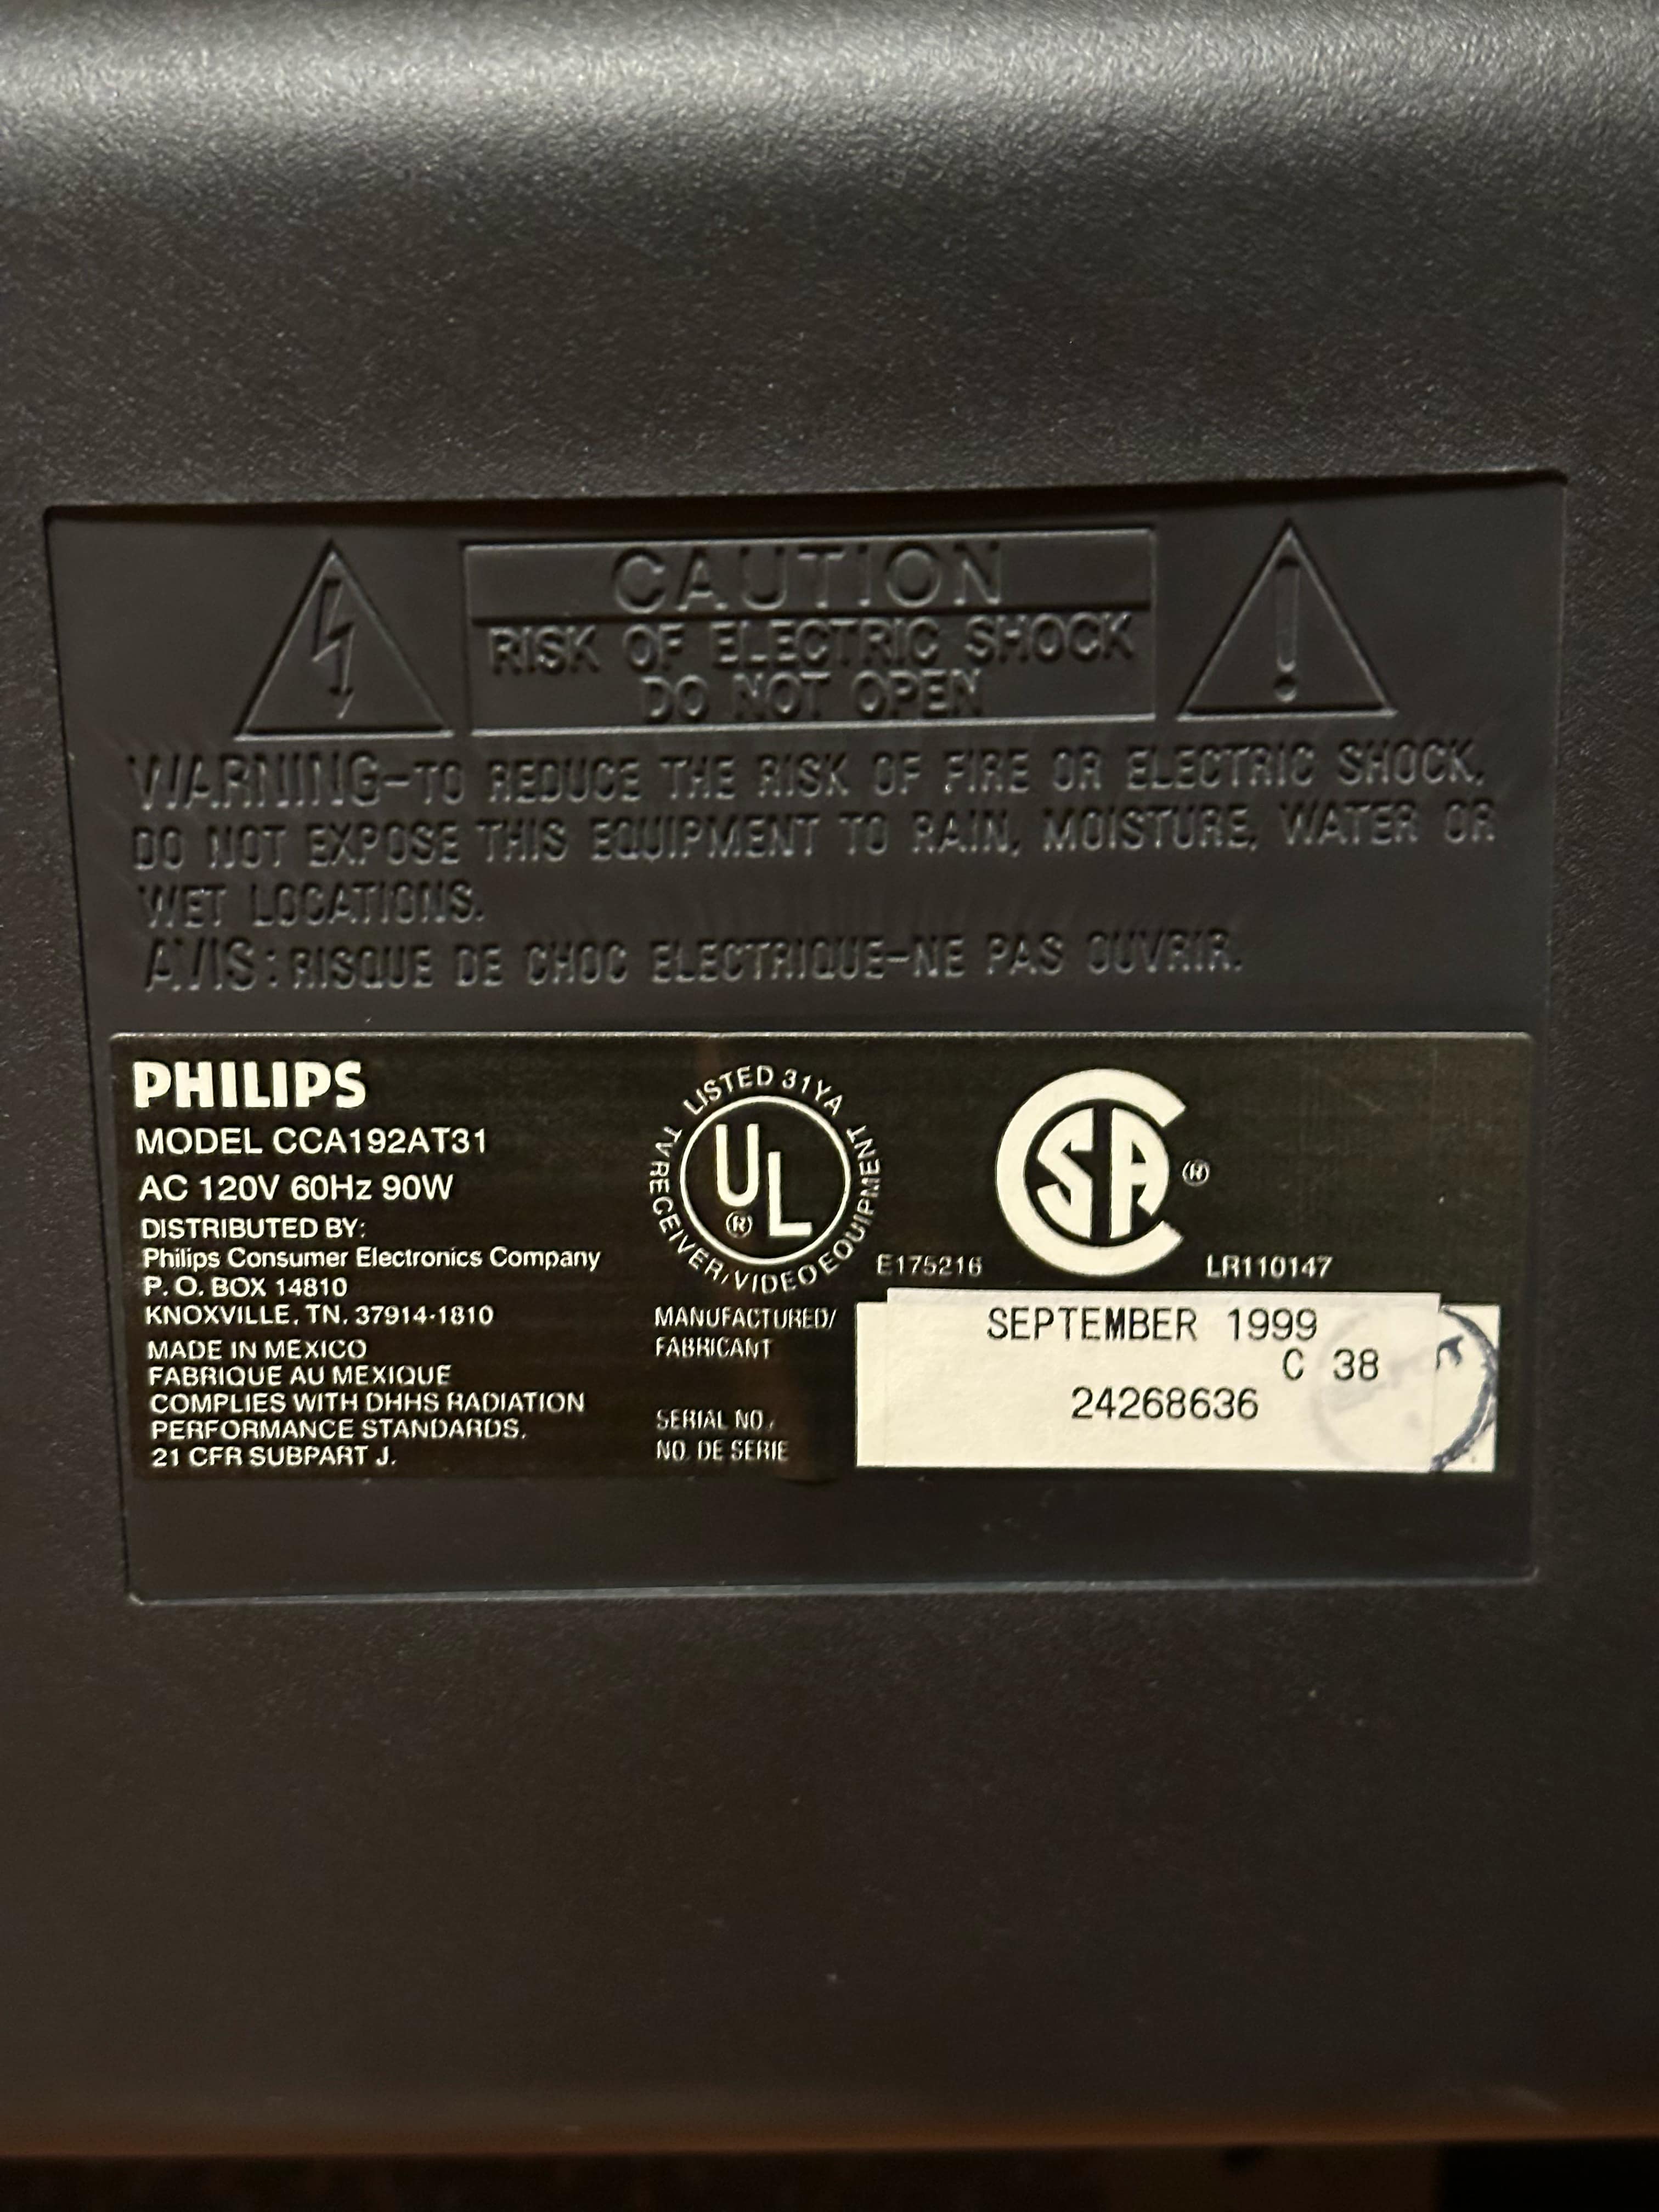 CAUTION
RISK OF ELECTRIC SHOCK
DO NOT OPEN
WARNING-TO REDUCE THE RISK OF FIRE OR ELECTRIC SHOCK,
DO NOT EXPOSE THIS EQUIPMENT TO RAIN, MOISTURE, WATER OR
WET LOCATIONS.
AVIS: RISQUE DE CHOC ELECTRIQUE-NE PAS OUVRIR.
PHILIPS
MODEL CCA192AT31
AC 120V 60Hz 90W
DISTRIBUTED BY:
Philips Consumer Electronics Company
P. O. BOX 14810
KNOXVILLE, TN. 37914-1810
MADE IN MEXICO
FABRIQUE AU MEXIQUE
COMPLIES WITH DHHS RADIATION
PERFORMANCE STANDARDS.
21 CFR SUBPART J.
LISTED 31YA
UL ®
TV RECEIVER/VIDEO EQUIPMENT
E175216
CSA ®
LR110147
MANUFACTURED/
FABRICANT
SEPTEMBER 1999
C 38
SERIAL NO./
NO. DE SERIE
24268636